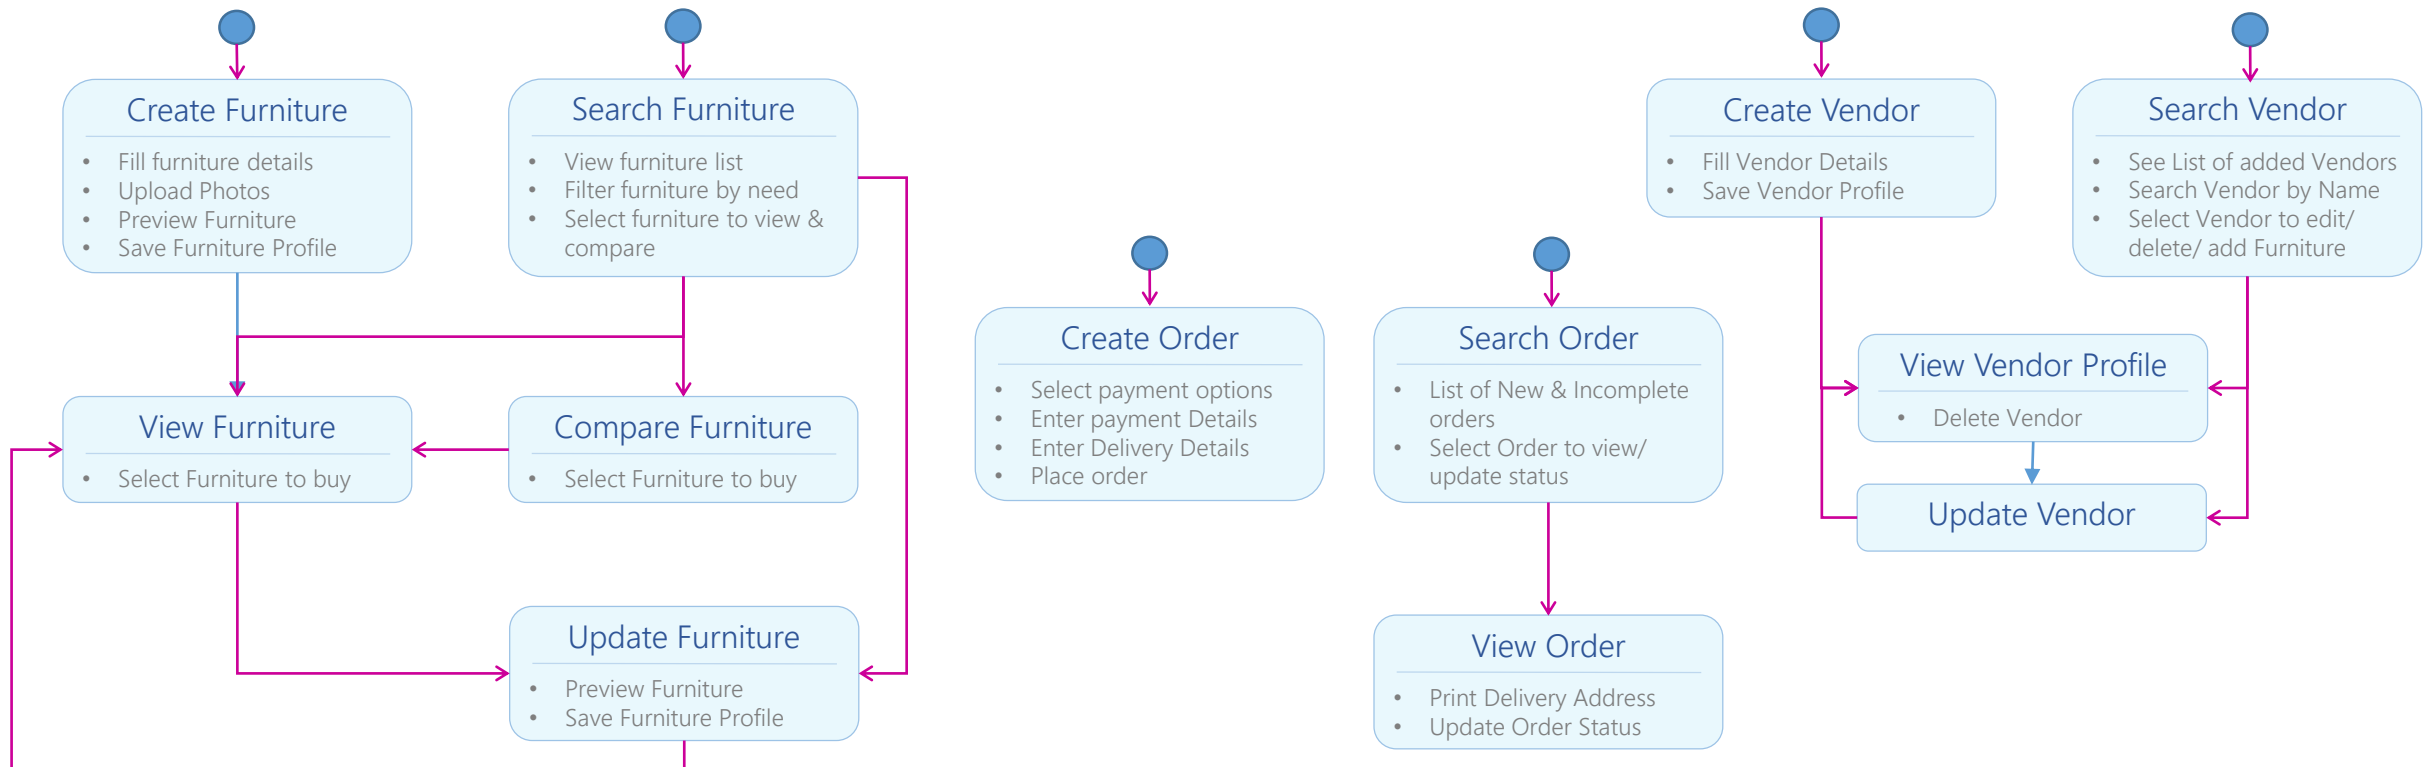 Create Furniture
• Fill furniture details
• Upload Photos
• Preview Furniture
• Save Furniture Profile
Search Furniture
• View furniture list
• Filter furniture by need
• Select furniture to view &
compare
View Furniture
• Select Furniture to buy
Compare Furniture
• Select Furniture to buy
Update Furniture
• Preview Furniture
• Save Furniture Profile
Create Order
• Select payment options
• Enter payment Details
• Enter Delivery Details
• Place order
Search Order
• List of New & Incomplete
orders
• Select Order to view/
update status
View Order
• Print Delivery Address
• Update Order Status
Create Vendor
• Fill Vendor Details
• Save Vendor Profile
Search Vendor
• See List of added Vendors
• Search Vendor by Name
• Select Vendor to edit/
delete/ add Furniture
View Vendor Profile
• Delete Vendor
Update Vendor